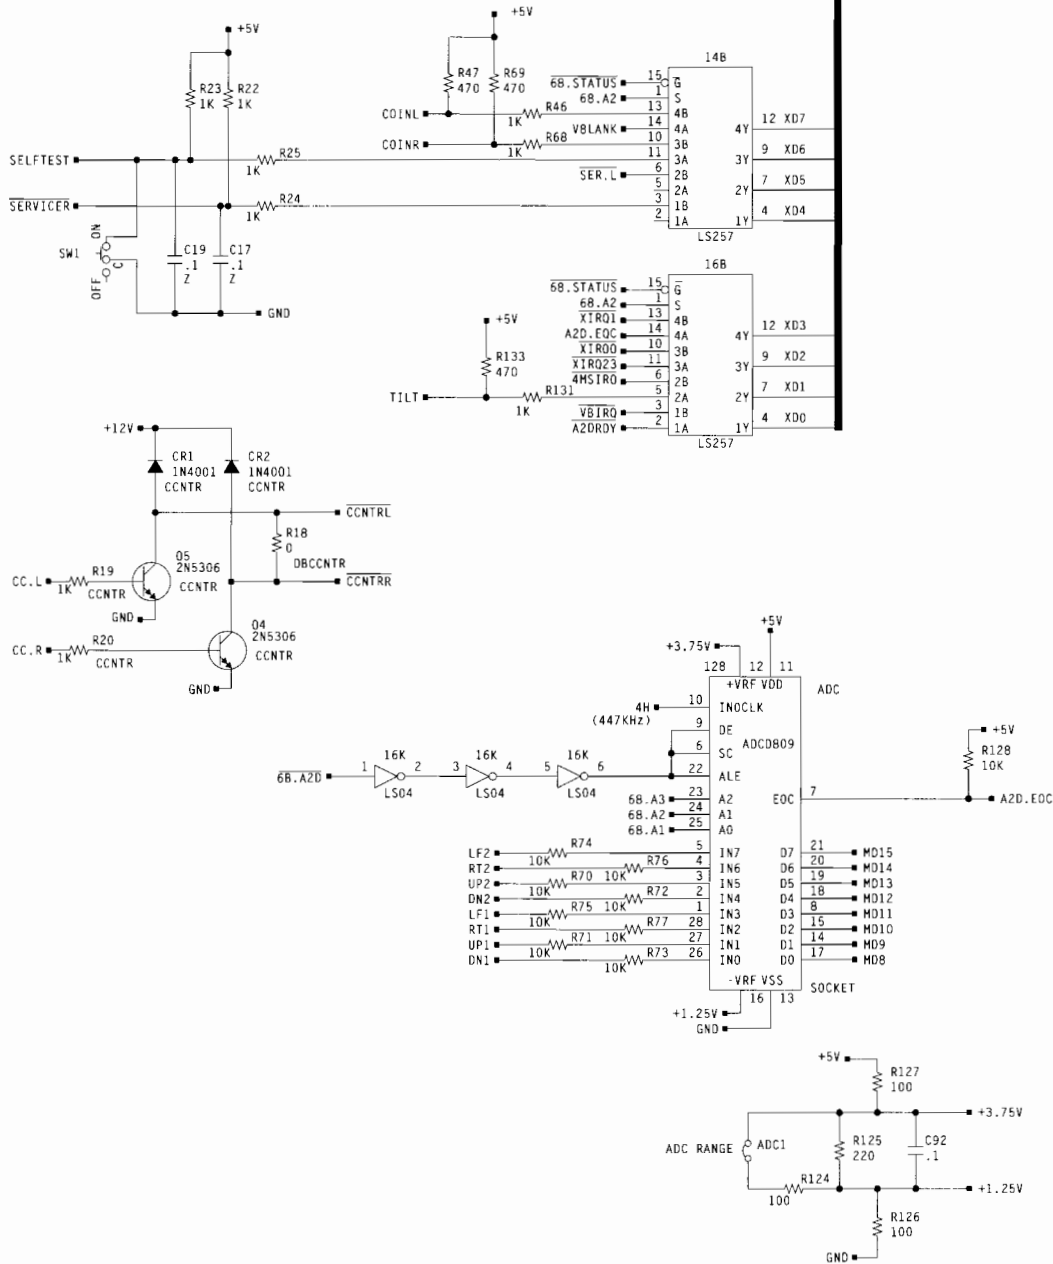 +5V
R23
1K
R22
1K
SELFTEST
R25
1K
SERVICER
R24
1K
SW1
ON
C
OFF
C19
.1
Z
C17
.1
Z
GND
+5V
R47
470
R69
470
COINL
R46
1K
COINR
R68
1K
14B
68.STATUS 15 G
68.A2 1 S
13 4B
VBLANK 14 4A
10 3B
11 3A
SER.L 6 2B
5 2A
3 1B
2 1A
4Y 12 XD7
3Y 9 XD6
2Y 7 XD5
1Y 4 XD4
LS257
16B
68.STATUS 15 G
68.A2 1 S
XIRQ1 13 4B
A2D.EOC 14 4A
XIRQ0 10 3B
XIRQ23 11 3A
4MSIRQ 6 2B
5 2A
VBIRQ 3 1B
A2DRDY 2 1A
4Y 12 XD3
3Y 9 XD2
2Y 7 XD1
1Y 4 XD0
LS257
+5V
R133
470
TILT
R131
1K
+12V
CR1
1N4001
CCNTR
CR2
1N4001
CCNTR
CCNTRL
R18
0
DBCCNTR
CCNTRR
CC.L
R19
1K
CCNTR
Q5
2N5306
CCNTR
GND
CC.R
R20
1K
CCNTR
Q4
2N5306
CCNTR
GND
+5V
+3.75V
128 12 11
+VRF VDD
ADC
4H
(447KHz)
10 INOCLK
9 DE
ADC0809
6 SC
22 ALE
68.A2D
1 16K 2
LS04
3 16K 4
LS04
5 16K 6
LS04
68.A3 23 A2
68.A2 24 A1
68.A1 25 A0
EOC 7
+5V
R128
10K
A2D.EOC
LF2 10K R74 5 IN7
RT2 10K R76 4 IN6
UP2 10K R70 3 IN5
DN2 10K R72 2 IN4
LF1 10K R75 1 IN3
RT1 10K R77 28 IN2
UP1 10K R71 27 IN1
DN1 10K R73 26 IN0
D7 21 MD15
D6 20 MD14
D5 19 MD13
D4 18 MD12
D3 8 MD11
D2 15 MD10
D1 14 MD9
D0 17 MD8
-VRF VSS
16 13
SOCKET
+1.25V
GND
+5V
R127
100
+3.75V
ADC RANGE
ADC1
R125
220
C92
.1
R124
100
+1.25V
R126
100
GND